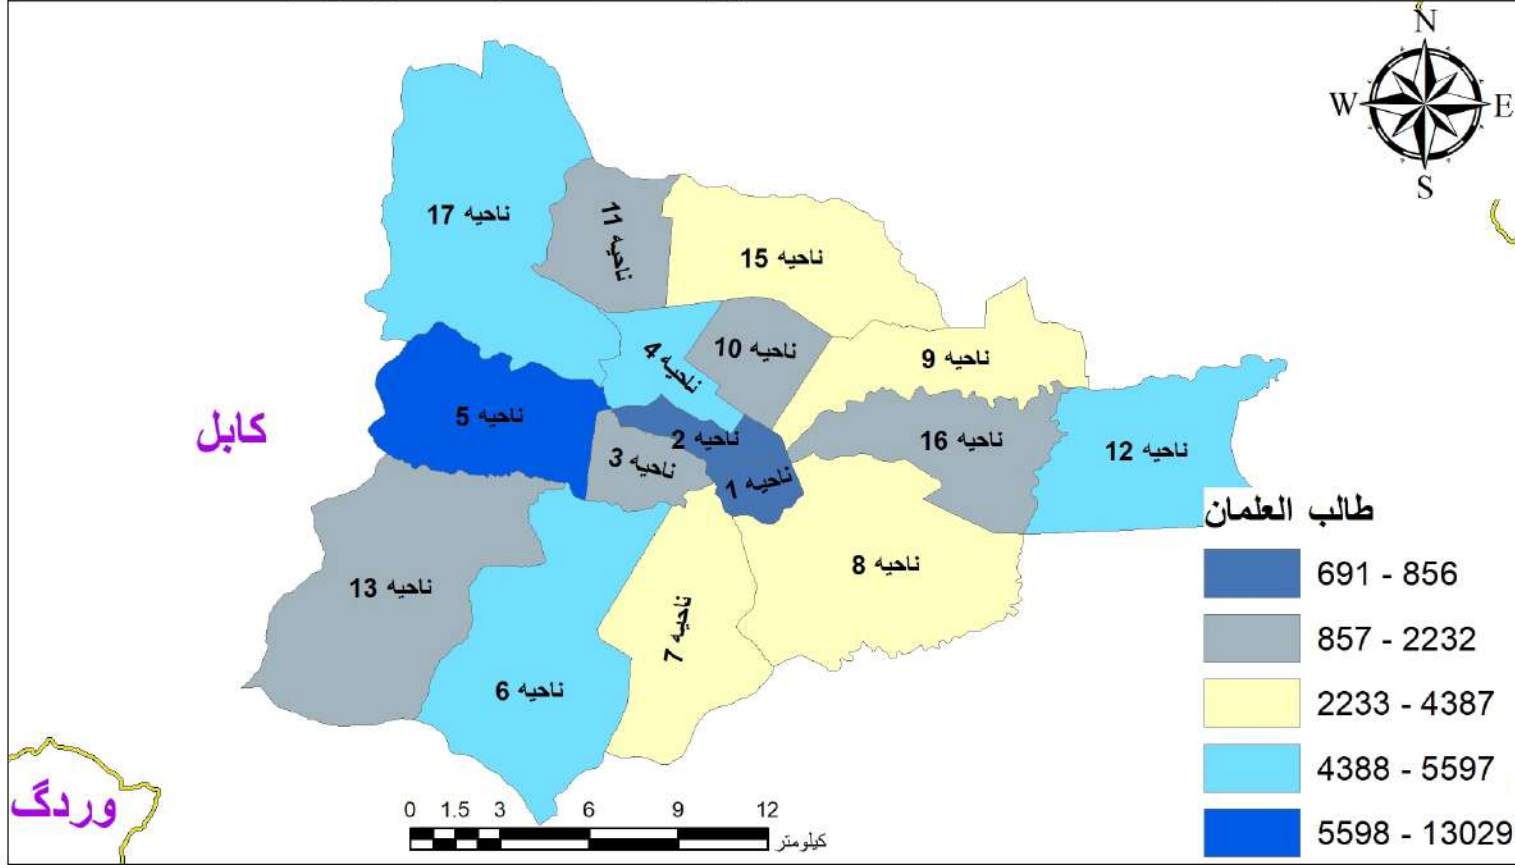 N
W E
S
ناحیه 17
ناحیه 11
ناحیه 15
ناحیه 10
ناحیه 4
ناحیه 9
ناحیه 5
ناحیه 2
ناحیه 3
ناحیه 1
ناحیه 16
ناحیه 12
کابل
ناحیه 13
ناحیه 8
ناحیه 7
ناحیه 6
وردگ
طالب العلمان
691 - 856
857 - 2232
2233 - 4387
4388 - 5597
5598 - 13029
0 1.5 3 6 9 12
کیلومتر